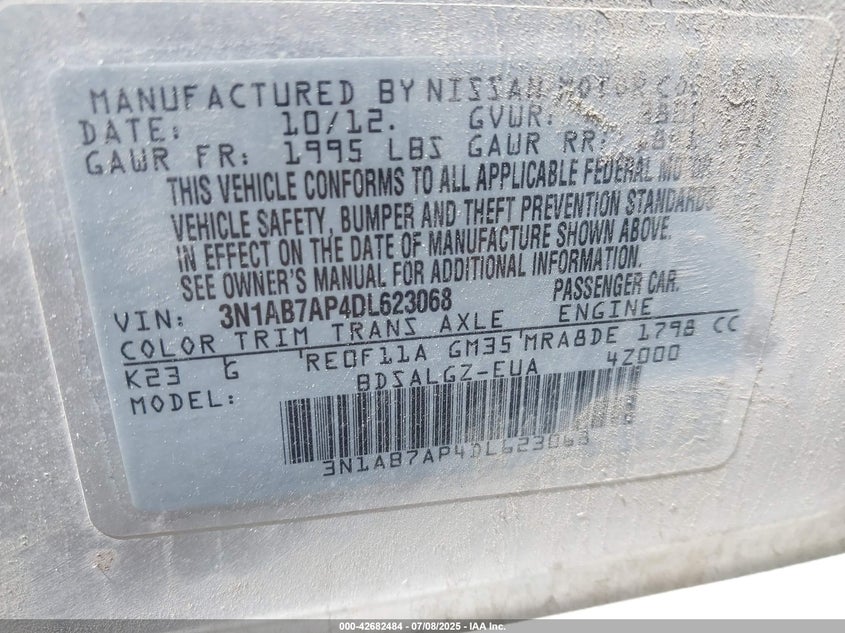 MANUFACTURED BY NISSAN MOTOR CO
DATE: 10/12. GVWR:
GAWR FR: 1995 LBS GAWR RR:
THIS VEHICLE CONFORMS TO ALL APPLICABLE FEDERAL MOTOR
VEHICLE SAFETY, BUMPER AND THEFT PREVENTION STANDARDS
IN EFFECT ON THE DATE OF MANUFACTURE SHOWN ABOVE.
SEE OWNER'S MANUAL FOR ADDITIONAL INFORMATION.
VIN: 3N1AB7AP4DL623068 PASSENGER CAR.
COLOR TRIM TRANS AXLE ENGINE
K23 G RE0F11A GM35 MRA8DE 1798 CC
MODEL: BDSALGZ-EUA 4Z000
3N1AB7AP4DL623068
000-42682484 - 07/08/2025 - IAA Inc.